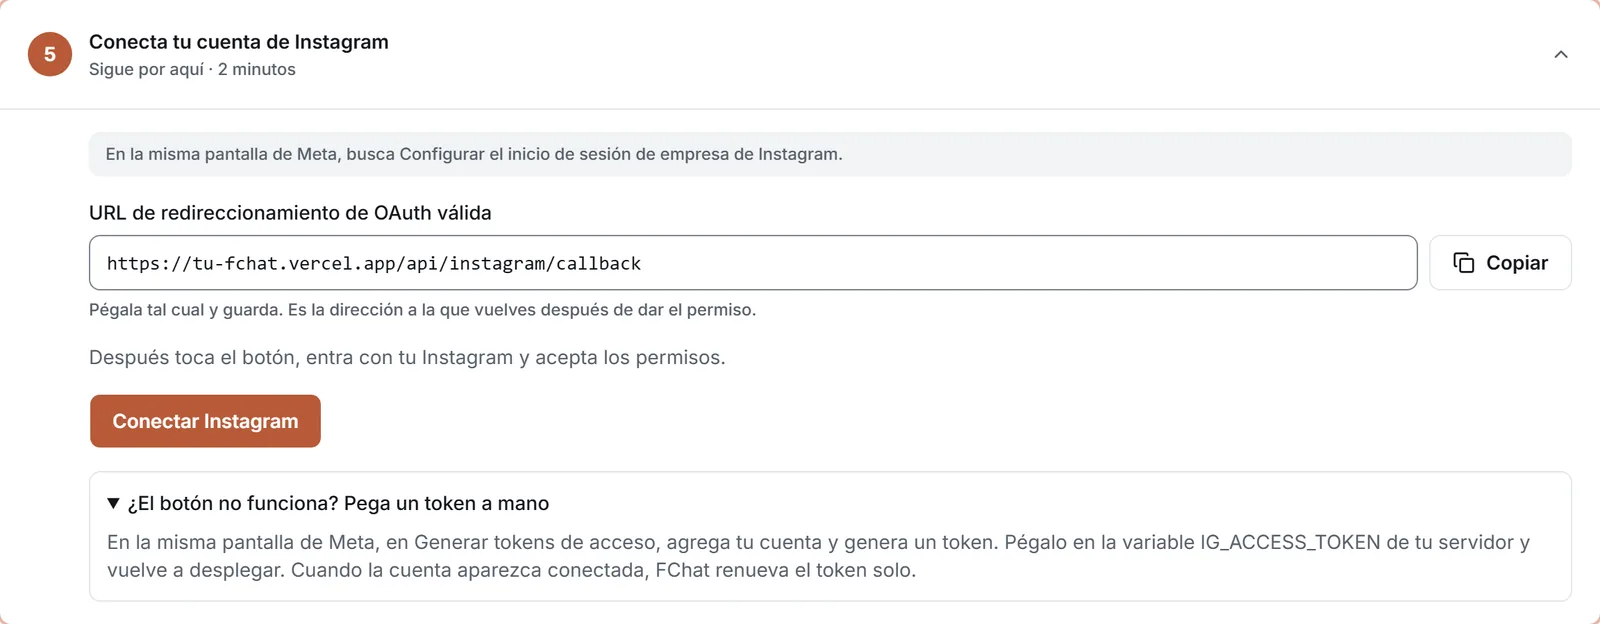 5
Conecta tu cuenta de Instagram
Sigue por aquí · 2 minutos
En la misma pantalla de Meta, busca Configurar el inicio de sesión de empresa de Instagram.
URL de redireccionamiento de OAuth válida
https://tu-fchat.vercel.app/api/instagram/callback
Copiar
Pégala tal cual y guarda. Es la dirección a la que vuelves después de dar el permiso.
Después toca el botón, entra con tu Instagram y acepta los permisos.
Conectar Instagram
▼ ¿El botón no funciona? Pega un token a mano
En la misma pantalla de Meta, en Generar tokens de acceso, agrega tu cuenta y genera un token. Pégalo en la variable IG_ACCESS_TOKEN de tu servidor y
vuelve a desplegar. Cuando la cuenta aparezca conectada, FChat renueva el token solo.